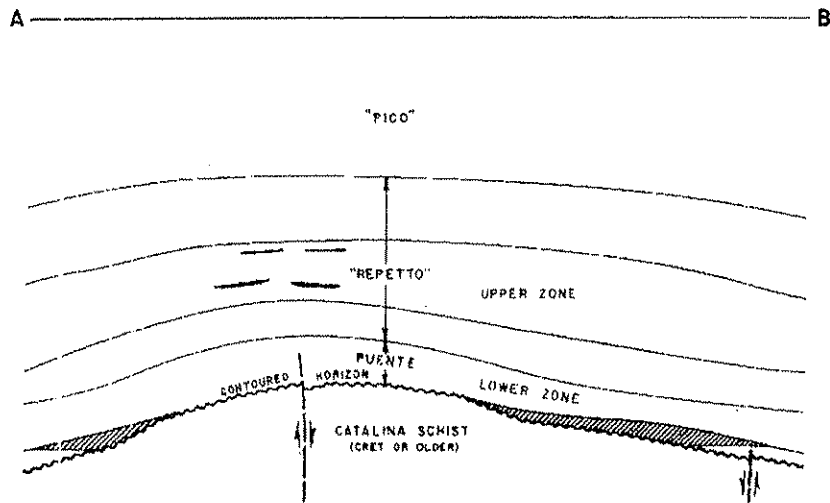 A B
"PICO"
"REPETTO"
UPPER ZONE
PUENTE
CONTOURED HORIZON
LOWER ZONE
CATALINA SCHIST
(CRET OR OLDER)